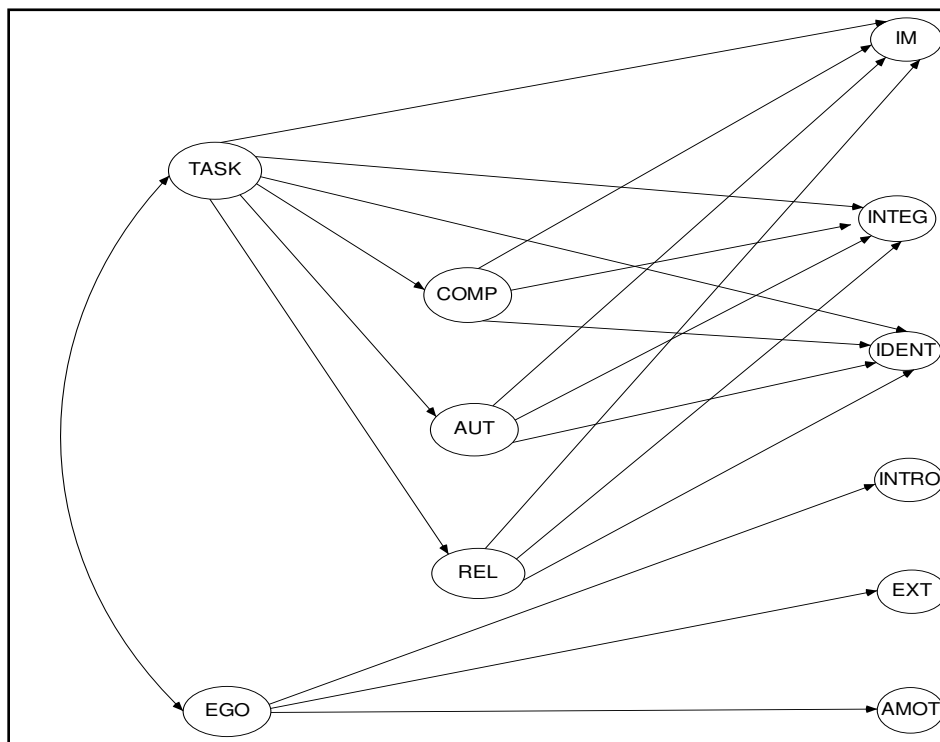 IM
TASK
INTEG
COMP
IDENT
AUT
INTRO
REL
EXT
EGO
AMOT